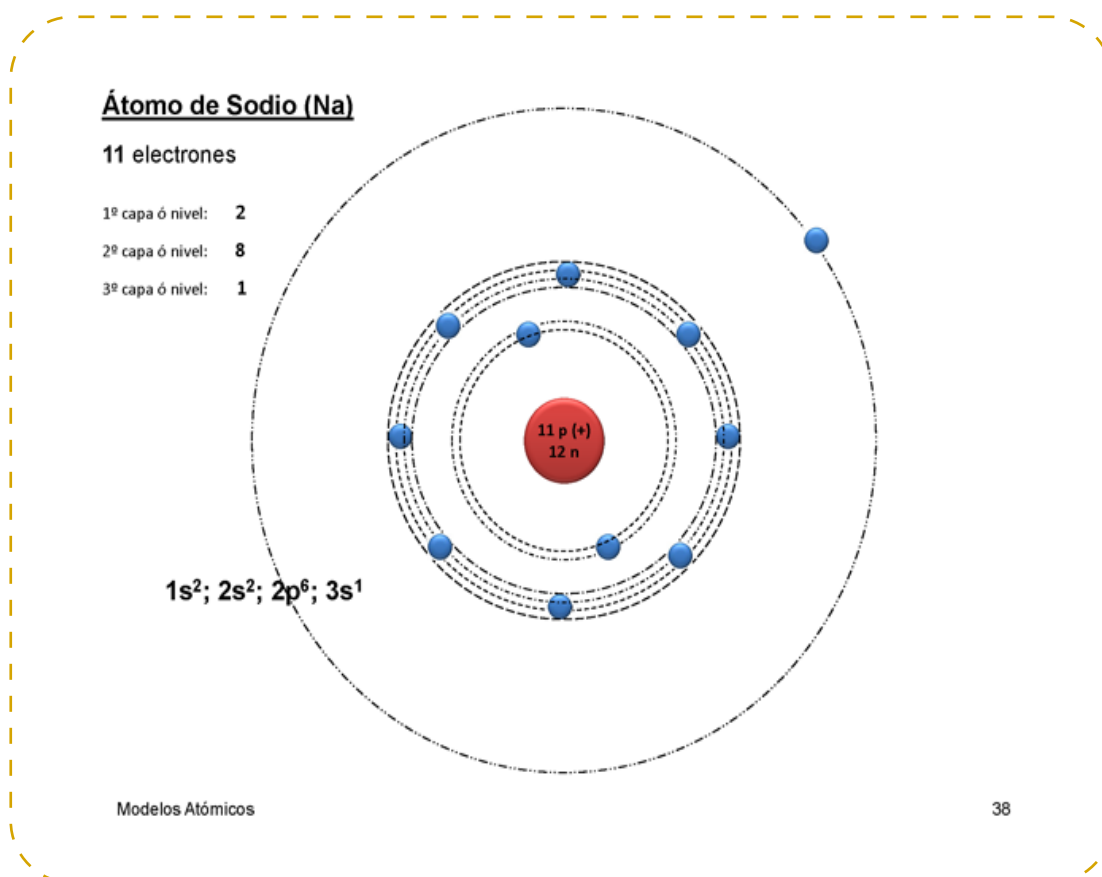 Átomo de Sodio (Na)
11 electrones
1º capa ó nivel: 2
2º capa ó nivel: 8
3º capa ó nivel: 1
11 p (+)
12 n
1s²; 2s²; 2p⁶; 3s¹
Modelos Atómicos
38